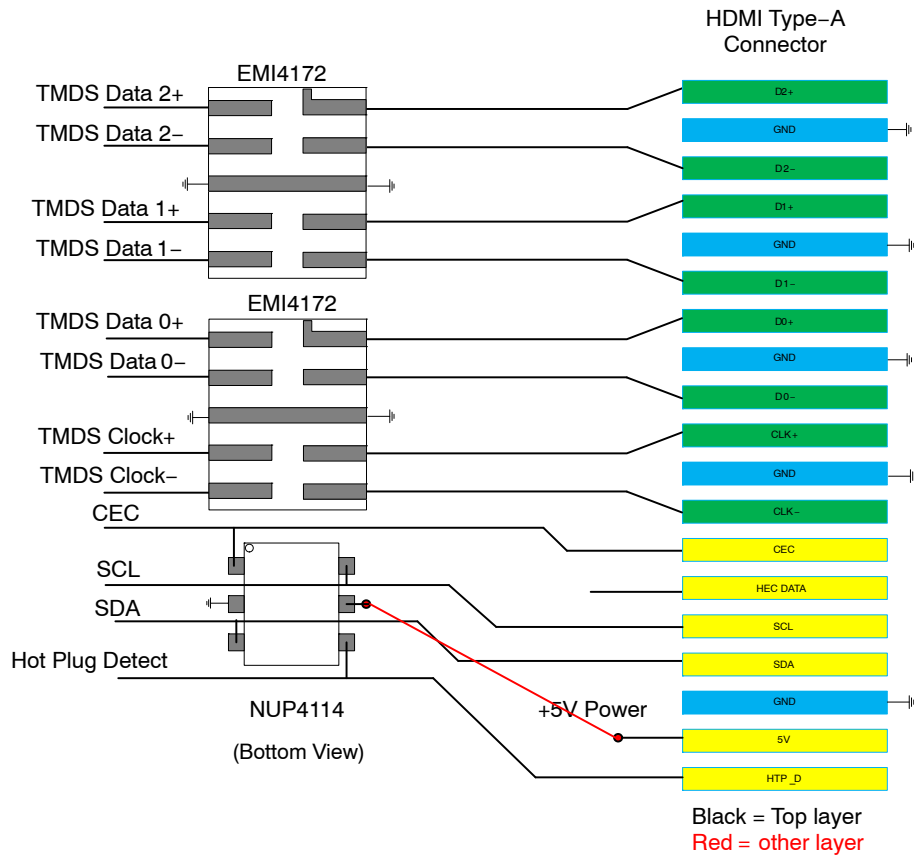 HDMI Type−A
Connector
EMI4172
TMDS Data 2+
TMDS Data 2−
TMDS Data 1+
TMDS Data 1−
EMI4172
TMDS Data 0+
TMDS Data 0−
TMDS Clock+
TMDS Clock−
CEC
SCL
SDA
Hot Plug Detect
NUP4114
(Bottom View)
+5V Power
D2+
GND
D2−
D1+
GND
D1−
D0+
GND
D0−
CLK+
GND
CLK−
CEC
HEC DATA
SCL
SDA
GND
5V
HTP_D
Black = Top layer
Red = other layer